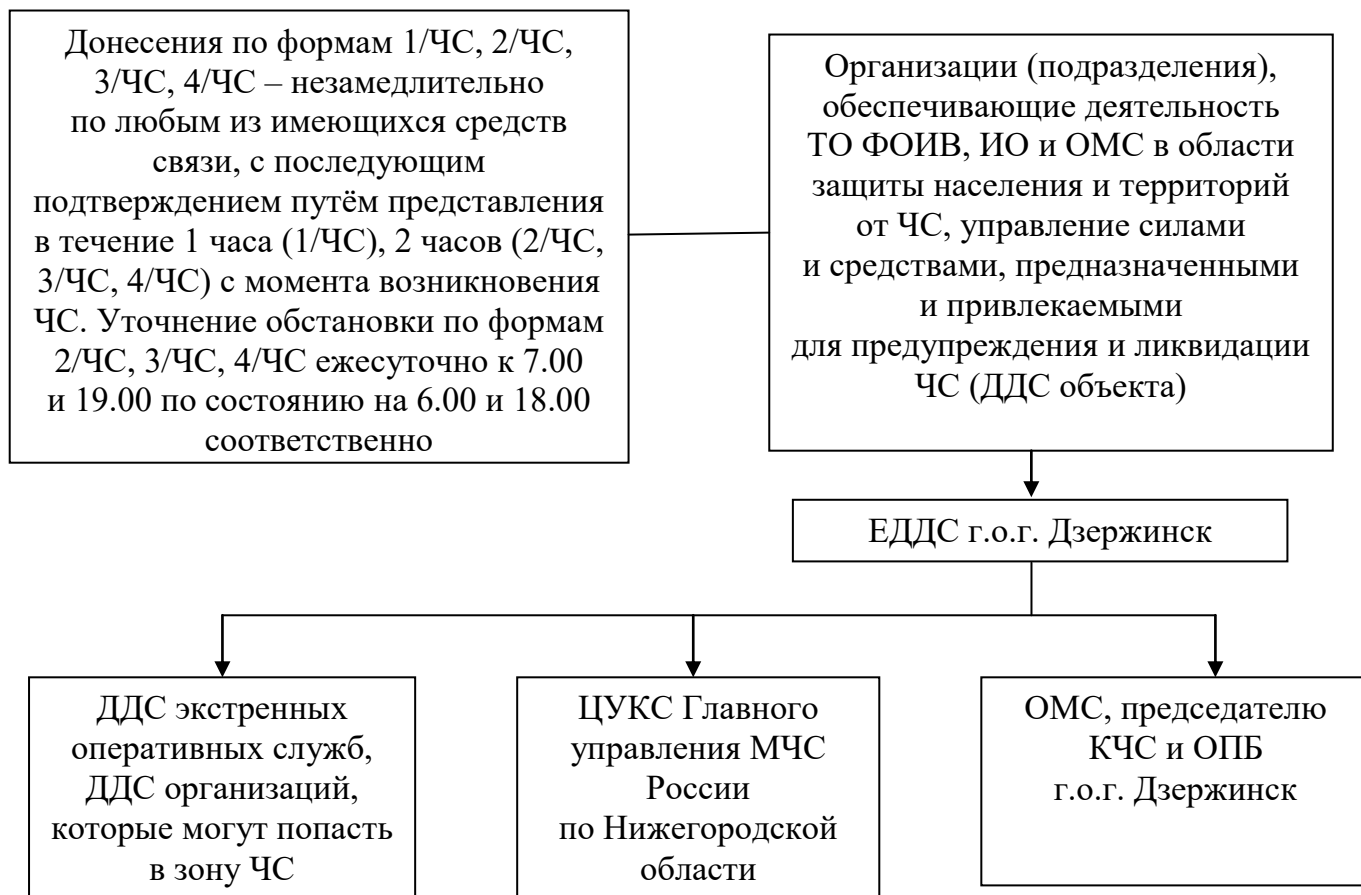 Донесения по формам 1/ЧС, 2/ЧС,
3/ЧС, 4/ЧС – незамедлительно
по любым из имеющихся средств
связи, с последующим
подтверждением путём представления
в течение 1 часа (1/ЧС), 2 часов (2/ЧС,
3/ЧС, 4/ЧС) с момента возникновения
ЧС. Уточнение обстановки по формам
2/ЧС, 3/ЧС, 4/ЧС ежесуточно к 7.00
и 19.00 по состоянию на 6.00 и 18.00
соответственно
Организации (подразделения),
обеспечивающие деятельность
ТО ФОИВ, ИО и ОМС в области
защиты населения и территорий
от ЧС, управление силами
и средствами, предназначенными
и привлекаемыми
для предупреждения и ликвидации
ЧС (ДДС объекта)
ЕДДС г.о.г. Дзержинск
ДДС экстренных
оперативных служб,
ДДС организаций,
которые могут попасть
в зону ЧС
ЦУКС Главного
управления МЧС
России
по Нижегородской
области
ОМС, председателю
КЧС и ОПБ
г.о.г. Дзержинск